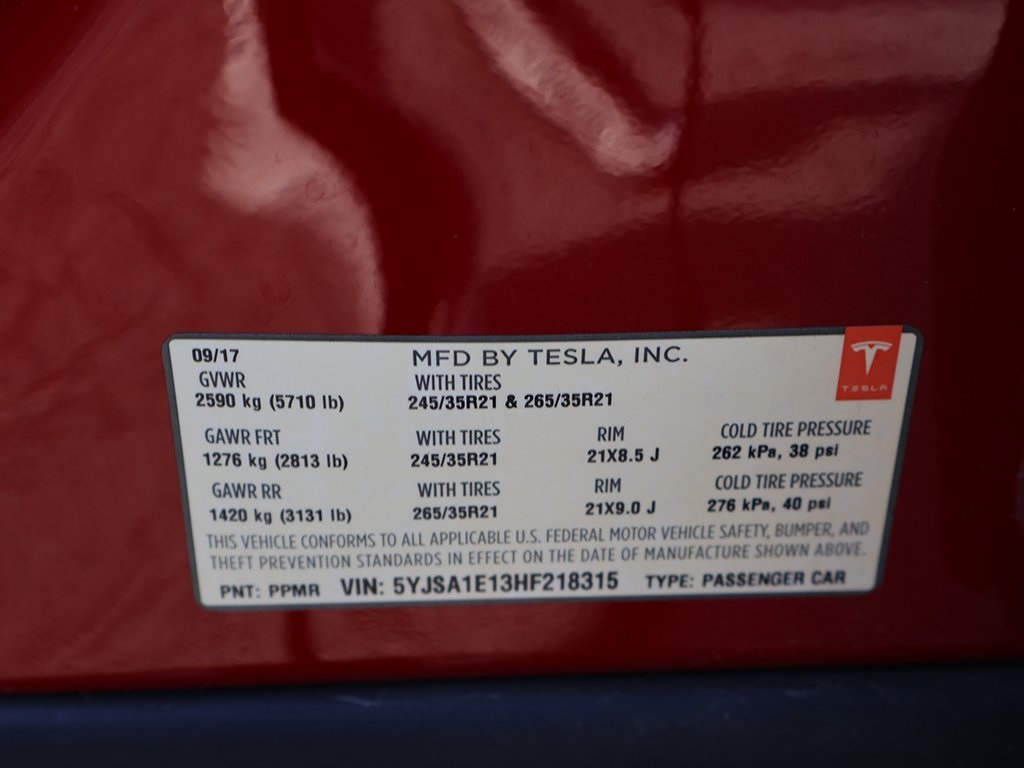 09/17 MFD BY TESLA, INC.
GVWR WITH TIRES
2590 kg (5710 lb) 245/35R21 & 265/35R21
TESLA
GAWR FRT WITH TIRES RIM COLD TIRE PRESSURE
1276 kg (2813 lb) 245/35R21 21X8.5 J 262 kPa, 38 psi
GAWR RR WITH TIRES RIM COLD TIRE PRESSURE
1420 kg (3131 lb) 265/35R21 21X9.0 J 276 kPa, 40 psi
THIS VEHICLE CONFORMS TO ALL APPLICABLE U.S. FEDERAL MOTOR VEHICLE SAFETY, BUMPER, AND
THEFT PREVENTION STANDARDS IN EFFECT ON THE DATE OF MANUFACTURE SHOWN ABOVE.
PNT: PPMR VIN: 5YJSA1E13HF218315 TYPE: PASSENGER CAR